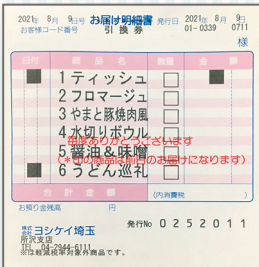 2021年 8月 9日 お届け明細書 発行日 2021年 8月 9日
お客様コード番号 引換券 01-0339 0711
様
日付 商品名 数量 金額
1 ティッシュ
2 フロマージュ
3 やまと豚焼肉風
4 水切りボウル
毎度ありがとうございます
5 醤油&味噌
(*印の商品は前日のお届けになります)
6 うどん巡礼
合計金額 (内消費税 )
お預り金残高 円
発行No 0252011
株式会社 ヨシケイ埼玉
所沢支店
TEL 04-2944-6111
※は軽減税率対象外商品です。